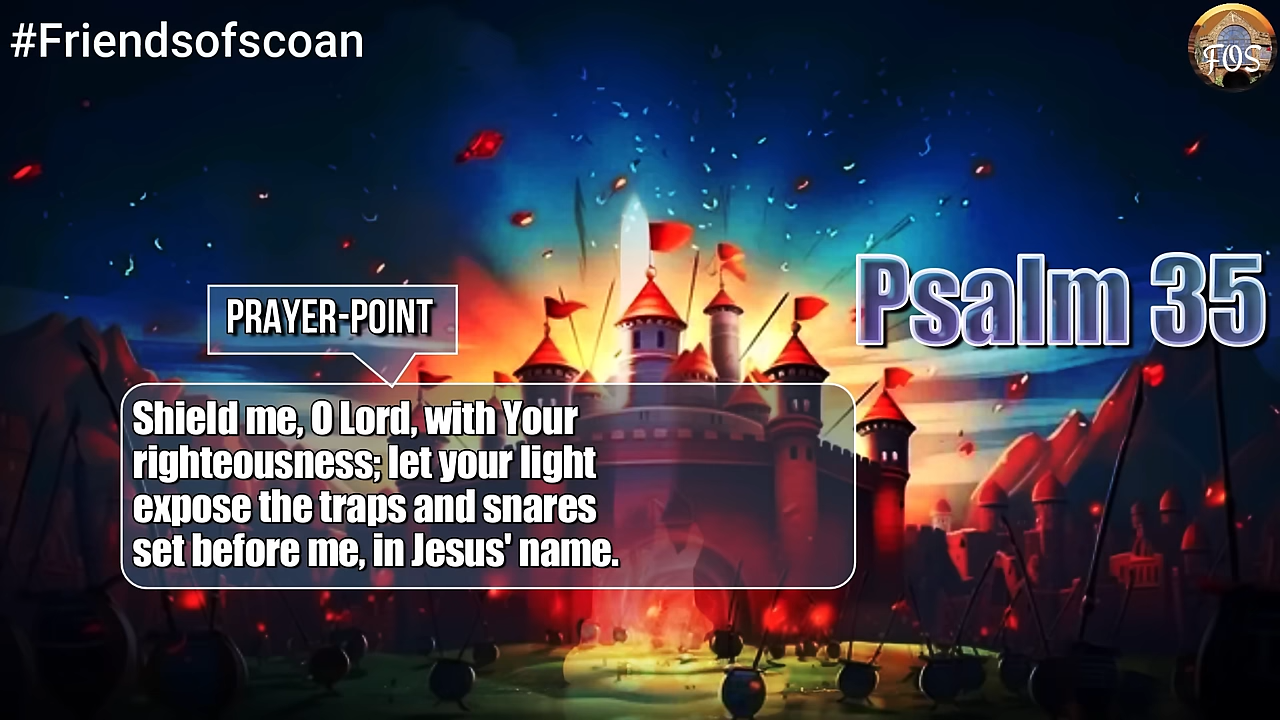 #Friendsofscoan
FOS
Psalm 35
PRAYER-POINT
Shield me, O Lord, with Your
righteousness; let your light
expose the traps and snares
set before me, in Jesus' name.